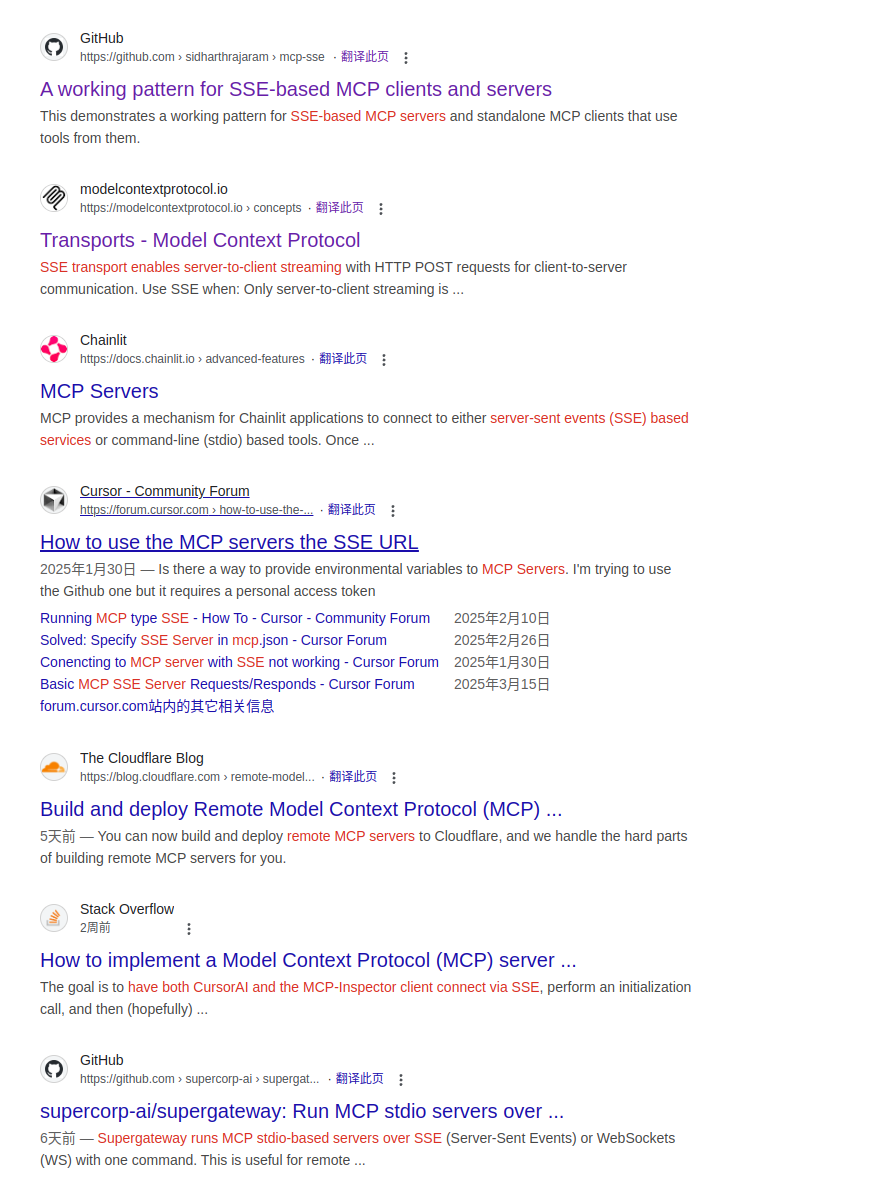 GitHub
https://github.com › sidharthrajaram › mcp-sse · 翻译此页
A working pattern for SSE-based MCP clients and servers
This demonstrates a working pattern for SSE-based MCP servers and standalone MCP clients that use
tools from them.
modelcontextprotocol.io
https://modelcontextprotocol.io › concepts · 翻译此页
Transports - Model Context Protocol
SSE transport enables server-to-client streaming with HTTP POST requests for client-to-server
communication. Use SSE when: Only server-to-client streaming is ...
Chainlit
https://docs.chainlit.io › advanced-features · 翻译此页
MCP Servers
MCP provides a mechanism for Chainlit applications to connect to either server-sent events (SSE) based
services or command-line (stdio) based tools. Once ...
Cursor - Community Forum
https://forum.cursor.com › how-to-use-the-... · 翻译此页
How to use the MCP servers the SSE URL
2025年1月30日 — Is there a way to provide environmental variables to MCP Servers. I'm trying to use
the Github one but it requires a personal access token
Running MCP type SSE - How To - Cursor - Community Forum 2025年2月10日
Solved: Specify SSE Server in mcp.json - Cursor Forum 2025年2月26日
Conencting to MCP server with SSE not working - Cursor Forum 2025年1月30日
Basic MCP SSE Server Requests/Responds - Cursor Forum 2025年3月15日
forum.cursor.com站内的其它相关信息
The Cloudflare Blog
https://blog.cloudflare.com › remote-model... · 翻译此页
Build and deploy Remote Model Context Protocol (MCP) ...
5天前 — You can now build and deploy remote MCP servers to Cloudflare, and we handle the hard parts
of building remote MCP servers for you.
Stack Overflow
2周前
How to implement a Model Context Protocol (MCP) server ...
The goal is to have both CursorAI and the MCP-Inspector client connect via SSE, perform an initialization
call, and then (hopefully) ...
GitHub
https://github.com › supercorp-ai › supergat... · 翻译此页
supercorp-ai/supergateway: Run MCP stdio servers over ...
6天前 — Supergateway runs MCP stdio-based servers over SSE (Server-Sent Events) or WebSockets
(WS) with one command. This is useful for remote ...